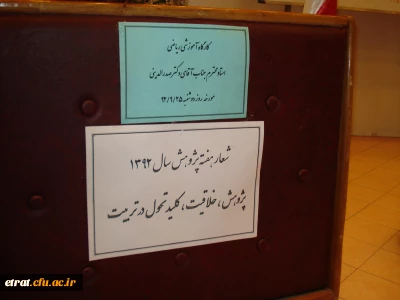 کارگاه آموزشی ریاضی
استاد محترم جناب آقای دکتر صدرالدینی
مورخه روز دوشنبه ۹۲/۹/۲۵
شعار هفته پژوهش سال ۱۳۹۲
پژوهش، خلاقیت، کلید تحول در تربیت
etrat.cfu.ac.ir